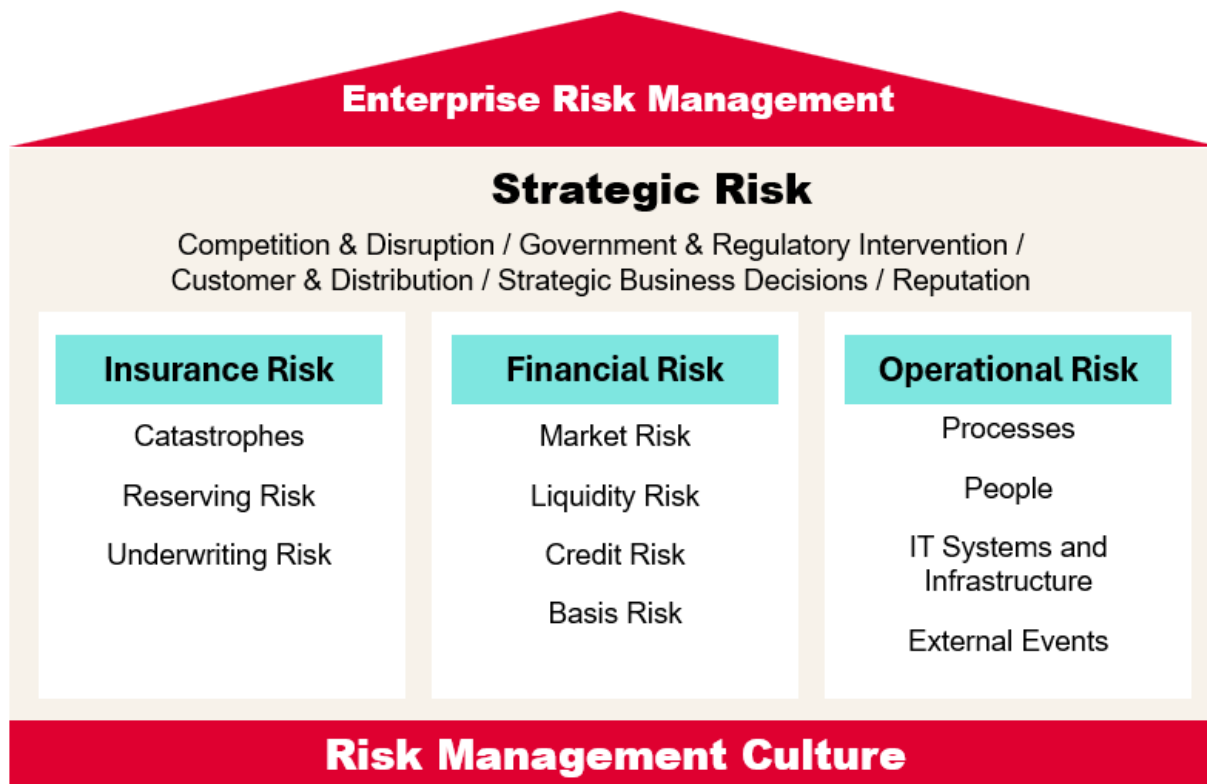 Enterprise Risk Management
Strategic Risk
Competition & Disruption / Government & Regulatory Intervention /
Customer & Distribution / Strategic Business Decisions / Reputation
Insurance Risk
Catastrophes
Reserving Risk
Underwriting Risk
Financial Risk
Market Risk
Liquidity Risk
Credit Risk
Basis Risk
Operational Risk
Processes
People
IT Systems and
Infrastructure
External Events
Risk Management Culture